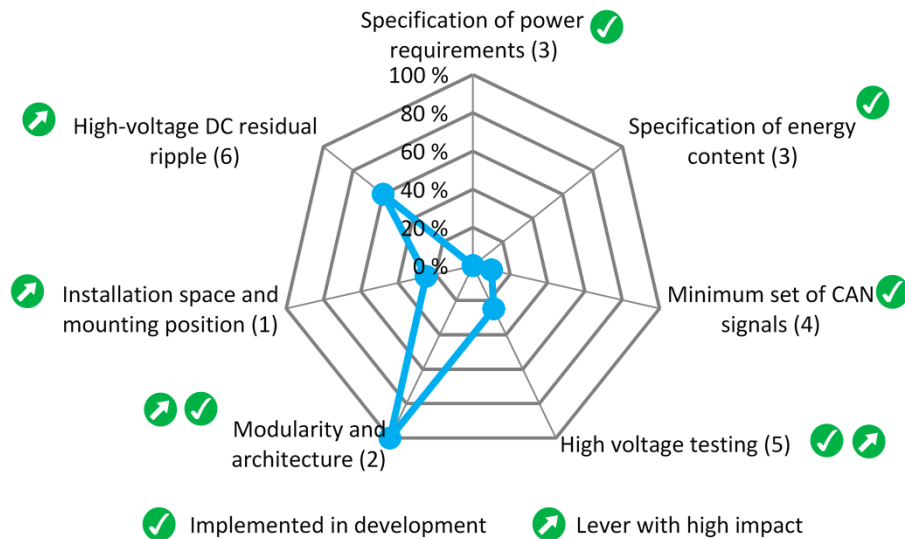 Specification of power
requirements (3)
100 %
80 %
60 %
40 %
20 %
0 %
High-voltage DC residual
ripple (6)
Specification of energy
content (3)
Installation space and
mounting position (1)
Minimum set of CAN
signals (4)
Modularity and
architecture (2)
High voltage testing (5)
Implemented in development
Lever with high impact